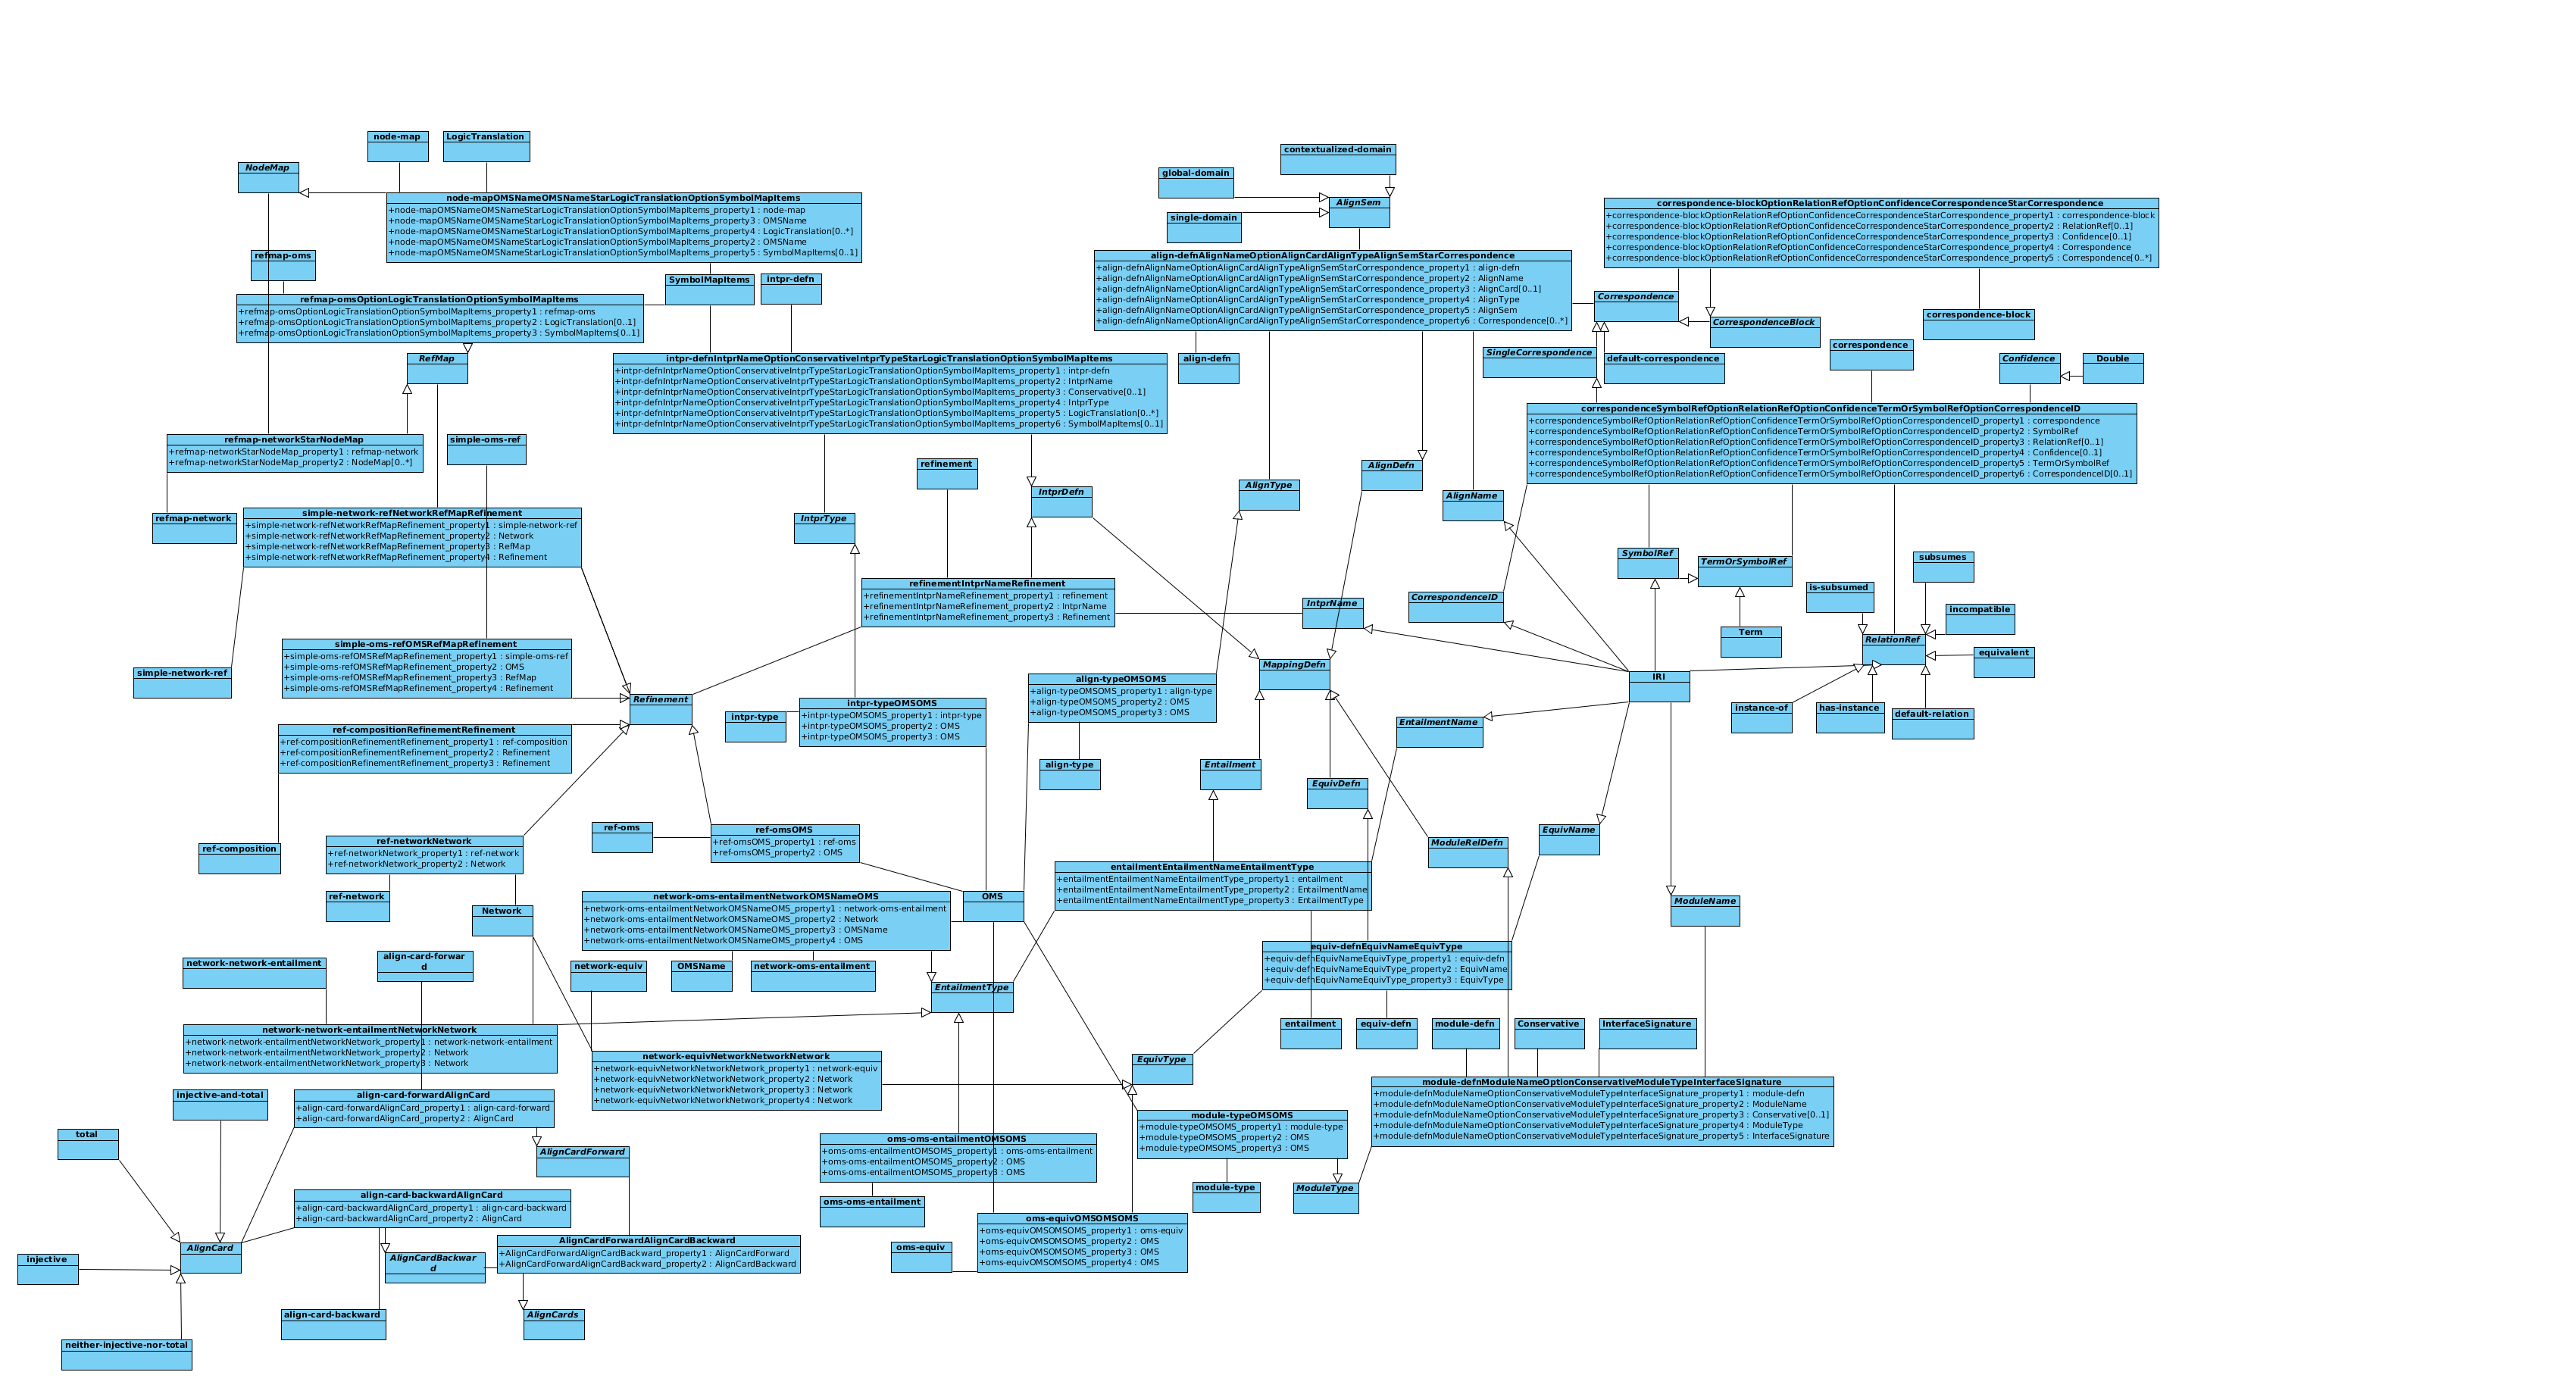 node-map
LogicTranslation
NodeMap
node-mapOMSNameOMSNameStarLogicTranslationOptionSymbolMapItems
+node-mapOMSNameOMSNameStarLogicTranslationOptionSymbolMapItems_property1 : node-map
+node-mapOMSNameOMSNameStarLogicTranslationOptionSymbolMapItems_property3 : OMSName
+node-mapOMSNameOMSNameStarLogicTranslationOptionSymbolMapItems_property4 : LogicTranslation[0..*]
+node-mapOMSNameOMSNameStarLogicTranslationOptionSymbolMapItems_property2 : OMSName
+node-mapOMSNameOMSNameStarLogicTranslationOptionSymbolMapItems_property5 : SymbolMapItems[0..1]
refmap-oms
SymbolMapItems
intpr-defn
refmap-omsOptionLogicTranslationOptionSymbolMapItems
+refmap-omsOptionLogicTranslationOptionSymbolMapItems_property1 : refmap-oms
+refmap-omsOptionLogicTranslationOptionSymbolMapItems_property2 : LogicTranslation[0..1]
+refmap-omsOptionLogicTranslationOptionSymbolMapItems_property3 : SymbolMapItems[0..1]
RefMap
intpr-defnIntprNameOptionConservativeIntprTypeStarLogicTranslationOptionSymbolMapItems
+intpr-defnIntprNameOptionConservativeIntprTypeStarLogicTranslationOptionSymbolMapItems_property1 : intpr-defn
+intpr-defnIntprNameOptionConservativeIntprTypeStarLogicTranslationOptionSymbolMapItems_property2 : IntprName
+intpr-defnIntprNameOptionConservativeIntprTypeStarLogicTranslationOptionSymbolMapItems_property3 : Conservative[0..1]
+intpr-defnIntprNameOptionConservativeIntprTypeStarLogicTranslationOptionSymbolMapItems_property4 : IntprType
+intpr-defnIntprNameOptionConservativeIntprTypeStarLogicTranslationOptionSymbolMapItems_property5 : LogicTranslation[0..*]
+intpr-defnIntprNameOptionConservativeIntprTypeStarLogicTranslationOptionSymbolMapItems_property6 : SymbolMapItems[0..1]
contextualized-domain
global-domain
AlignSem
single-domain
align-defnAlignNameOptionAlignCardAlignTypeAlignSemStarCorrespondence
+align-defnAlignNameOptionAlignCardAlignTypeAlignSemStarCorrespondence_property1 : align-defn
+align-defnAlignNameOptionAlignCardAlignTypeAlignSemStarCorrespondence_property2 : AlignName
+align-defnAlignNameOptionAlignCardAlignTypeAlignSemStarCorrespondence_property3 : AlignCard[0..1]
+align-defnAlignNameOptionAlignCardAlignTypeAlignSemStarCorrespondence_property4 : AlignType
+align-defnAlignNameOptionAlignCardAlignTypeAlignSemStarCorrespondence_property5 : AlignSem
+align-defnAlignNameOptionAlignCardAlignTypeAlignSemStarCorrespondence_property6 : Correspondence[0..*]
correspondence-blockOptionRelationRefOptionConfidenceCorrespondenceStarCorrespondence
+correspondence-blockOptionRelationRefOptionConfidenceCorrespondenceStarCorrespondence_property1 : correspondence-block
+correspondence-blockOptionRelationRefOptionConfidenceCorrespondenceStarCorrespondence_property2 : RelationRef[0..1]
+correspondence-blockOptionRelationRefOptionConfidenceCorrespondenceStarCorrespondence_property3 : Confidence[0..1]
+correspondence-blockOptionRelationRefOptionConfidenceCorrespondenceStarCorrespondence_property4 : Correspondence
+correspondence-blockOptionRelationRefOptionConfidenceCorrespondenceStarCorrespondence_property5 : Correspondence[0..*]
Correspondence
CorrespondenceBlock
correspondence-block
align-defn
SingleCorrespondence
default-correspondence
correspondence
Confidence
Double
correspondenceSymbolRefOptionRelationRefOptionConfidenceTermOrSymbolRefOptionCorrespondenceID
+correspondenceSymbolRefOptionRelationRefOptionConfidenceTermOrSymbolRefOptionCorrespondenceID_property1 : correspondence
+correspondenceSymbolRefOptionRelationRefOptionConfidenceTermOrSymbolRefOptionCorrespondenceID_property2 : SymbolRef
+correspondenceSymbolRefOptionRelationRefOptionConfidenceTermOrSymbolRefOptionCorrespondenceID_property3 : RelationRef[0..1]
+correspondenceSymbolRefOptionRelationRefOptionConfidenceTermOrSymbolRefOptionCorrespondenceID_property4 : Confidence[0..1]
+correspondenceSymbolRefOptionRelationRefOptionConfidenceTermOrSymbolRefOptionCorrespondenceID_property5 : TermOrSymbolRef
+correspondenceSymbolRefOptionRelationRefOptionConfidenceTermOrSymbolRefOptionCorrespondenceID_property6 : CorrespondenceID[0..1]
refmap-networkStarNodeMap
+refmap-networkStarNodeMap_property1 : refmap-network
+refmap-networkStarNodeMap_property2 : NodeMap[0..*]
simple-oms-ref
refinement
IntprDefn
AlignType
AlignDefn
AlignName
refmap-network
simple-network-refNetworkRefMapRefinement
+simple-network-refNetworkRefMapRefinement_property1 : simple-network-ref
+simple-network-refNetworkRefMapRefinement_property2 : Network
+simple-network-refNetworkRefMapRefinement_property3 : RefMap
+simple-network-refNetworkRefMapRefinement_property4 : Refinement
IntprType
refinementIntprNameRefinement
+refinementIntprNameRefinement_property1 : refinement
+refinementIntprNameRefinement_property2 : IntprName
+refinementIntprNameRefinement_property3 : Refinement
IntprName
CorrespondenceID
SymbolRef
TermOrSymbolRef
Term
is-subsumed
subsumes
incompatible
RelationRef
equivalent
simple-network-ref
simple-oms-refOMSRefMapRefinement
+simple-oms-refOMSRefMapRefinement_property1 : simple-oms-ref
+simple-oms-refOMSRefMapRefinement_property2 : OMS
+simple-oms-refOMSRefMapRefinement_property3 : RefMap
+simple-oms-refOMSRefMapRefinement_property4 : Refinement
Refinement
MappingDefn
IRI
instance-of
has-instance
default-relation
ref-compositionRefinementRefinement
+ref-compositionRefinementRefinement_property1 : ref-composition
+ref-compositionRefinementRefinement_property2 : Refinement
+ref-compositionRefinementRefinement_property3 : Refinement
intpr-type
intpr-typeOMSOMS
+intpr-typeOMSOMS_property1 : intpr-type
+intpr-typeOMSOMS_property2 : OMS
+intpr-typeOMSOMS_property3 : OMS
align-typeOMSOMS
+align-typeOMSOMS_property1 : align-type
+align-typeOMSOMS_property2 : OMS
+align-typeOMSOMS_property3 : OMS
EntailmentName
align-type
Entailment
EquivDefn
ref-composition
ref-networkNetwork
+ref-networkNetwork_property1 : ref-network
+ref-networkNetwork_property2 : Network
ref-oms
ref-omsOMS
+ref-omsOMS_property1 : ref-oms
+ref-omsOMS_property2 : OMS
ModuleRelDefn
EquivName
ref-network
Network
network-oms-entailmentNetworkOMSNameOMS
+network-oms-entailmentNetworkOMSNameOMS_property1 : network-oms-entailment
+network-oms-entailmentNetworkOMSNameOMS_property2 : Network
+network-oms-entailmentNetworkOMSNameOMS_property3 : OMSName
+network-oms-entailmentNetworkOMSNameOMS_property4 : OMS
OMS
entailmentEntailmentNameEntailmentType
+entailmentEntailmentNameEntailmentType_property1 : entailment
+entailmentEntailmentNameEntailmentType_property2 : EntailmentName
+entailmentEntailmentNameEntailmentType_property3 : EntailmentType
ModuleName
network-network-entailment
align-card-forwar
d
network-equiv
OMSName
network-oms-entailment
EntailmentType
equiv-defnEquivNameEquivType
+equiv-defnEquivNameEquivType_property1 : equiv-defn
+equiv-defnEquivNameEquivType_property2 : EquivName
+equiv-defnEquivNameEquivType_property3 : EquivType
entailment
equiv-defn
module-defn
Conservative
InterfaceSignature
network-network-entailmentNetworkNetwork
+network-network-entailmentNetworkNetwork_property1 : network-network-entailment
+network-network-entailmentNetworkNetwork_property2 : Network
+network-network-entailmentNetworkNetwork_property3 : Network
network-equivNetworkNetworkNetwork
+network-equivNetworkNetworkNetwork_property1 : network-equiv
+network-equivNetworkNetworkNetwork_property2 : Network
+network-equivNetworkNetworkNetwork_property3 : Network
+network-equivNetworkNetworkNetwork_property4 : Network
EquivType
module-defnModuleNameOptionConservativeModuleTypeInterfaceSignature
+module-defnModuleNameOptionConservativeModuleTypeInterfaceSignature_property1 : module-defn
+module-defnModuleNameOptionConservativeModuleTypeInterfaceSignature_property2 : ModuleName
+module-defnModuleNameOptionConservativeModuleTypeInterfaceSignature_property3 : Conservative[0..1]
+module-defnModuleNameOptionConservativeModuleTypeInterfaceSignature_property4 : ModuleType
+module-defnModuleNameOptionConservativeModuleTypeInterfaceSignature_property5 : InterfaceSignature
injective-and-total
align-card-forwardAlignCard
+align-card-forwardAlignCard_property1 : align-card-forward
+align-card-forwardAlignCard_property2 : AlignCard
total
AlignCardForward
oms-oms-entailmentOMSOMS
+oms-oms-entailmentOMSOMS_property1 : oms-oms-entailment
+oms-oms-entailmentOMSOMS_property2 : OMS
+oms-oms-entailmentOMSOMS_property3 : OMS
module-typeOMSOMS
+module-typeOMSOMS_property1 : module-type
+module-typeOMSOMS_property2 : OMS
+module-typeOMSOMS_property3 : OMS
module-type
ModuleType
oms-oms-entailment
align-card-backwardAlignCard
+align-card-backwardAlignCard_property1 : align-card-backward
+align-card-backwardAlignCard_property2 : AlignCard
oms-equivOMSOMSOMS
+oms-equivOMSOMSOMS_property1 : oms-equiv
+oms-equivOMSOMSOMS_property2 : OMS
+oms-equivOMSOMSOMS_property3 : OMS
+oms-equivOMSOMSOMS_property4 : OMS
oms-equiv
AlignCard
injective
AlignCardBackwar
d
AlignCardForwardAlignCardBackward
+AlignCardForwardAlignCardBackward_property1 : AlignCardForward
+AlignCardForwardAlignCardBackward_property2 : AlignCardBackward
align-card-backward
AlignCards
neither-injective-nor-total